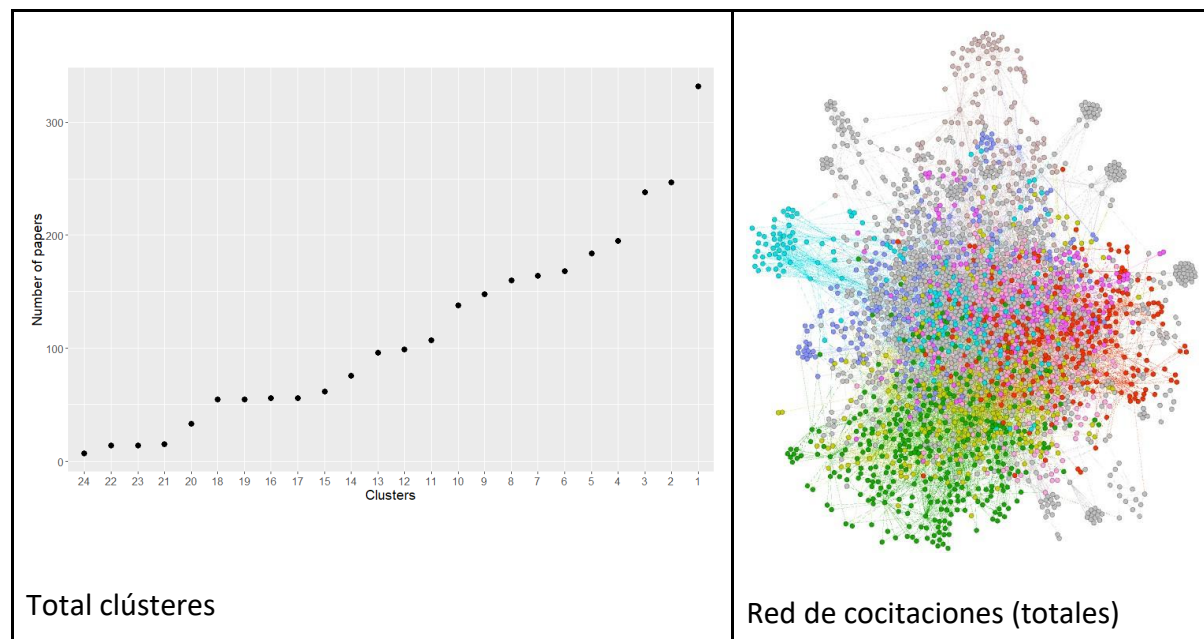 300
200
100
0
Number of papers
24 22 23 21 20 18 19 16 17 15 14 13 12 11 10 9 8 7 6 5 4 3 2 1
Clusters
Total clústeres
Red de cocitaciones (totales)